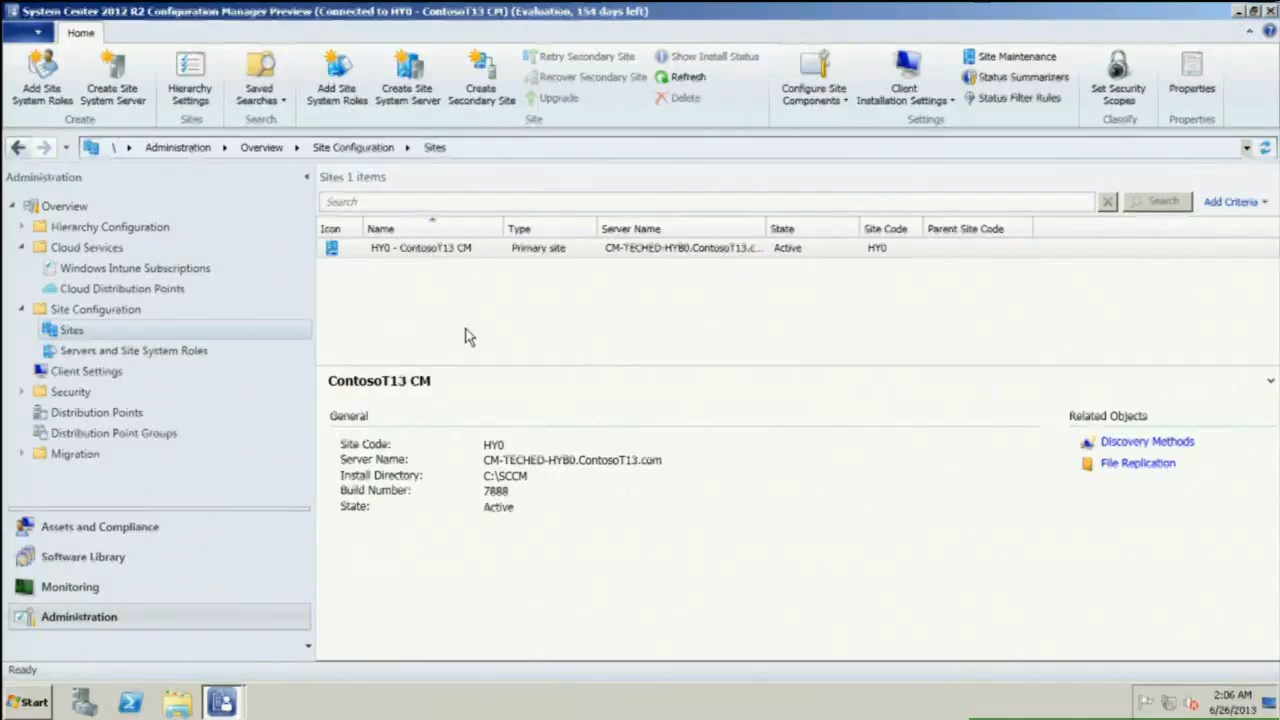 System Center 2012 R2 Configuration Manager Preview (Connected to HY0 - ContosoT13 CM) (Evaluation, 154 days left)
Home
Add Site System Roles
Create Site System Server
Create
Hierarchy Settings
Sites
Saved Searches
Search
Add Site System Roles
Create Site System Server
Create Secondary Site
Retry Secondary Site
Recover Secondary Site
Upgrade
Show Install Status
Refresh
Delete
Site
Configure Site Components
Client Installation Settings
Site Maintenance
Status Summarizers
Status Filter Rules
Settings
Set Security Scopes
Classify
Properties
Properties
\ Administration Overview Site Configuration Sites
Administration
Overview
Hierarchy Configuration
Cloud Services
Windows Intune Subscriptions
Cloud Distribution Points
Site Configuration
Sites
Servers and Site System Roles
Client Settings
Security
Distribution Points
Distribution Point Groups
Migration
Assets and Compliance
Software Library
Monitoring
Administration
Sites 1 items
Search Search Add Criteria
Icon Name Type Server Name State Site Code Parent Site Code
HY0 - ContosoT13 CM Primary site CM-TECHED-HYB0.ContosoT13.c... Active HY0
ContosoT13 CM
General
Site Code: HY0
Server Name: CM-TECHED-HYB0.ContosoT13.com
Install Directory: C:\SCCM
Build Number: 7888
State: Active
Related Objects
Discovery Methods
File Replication
Ready
Start
2:06 AM
6/26/2013